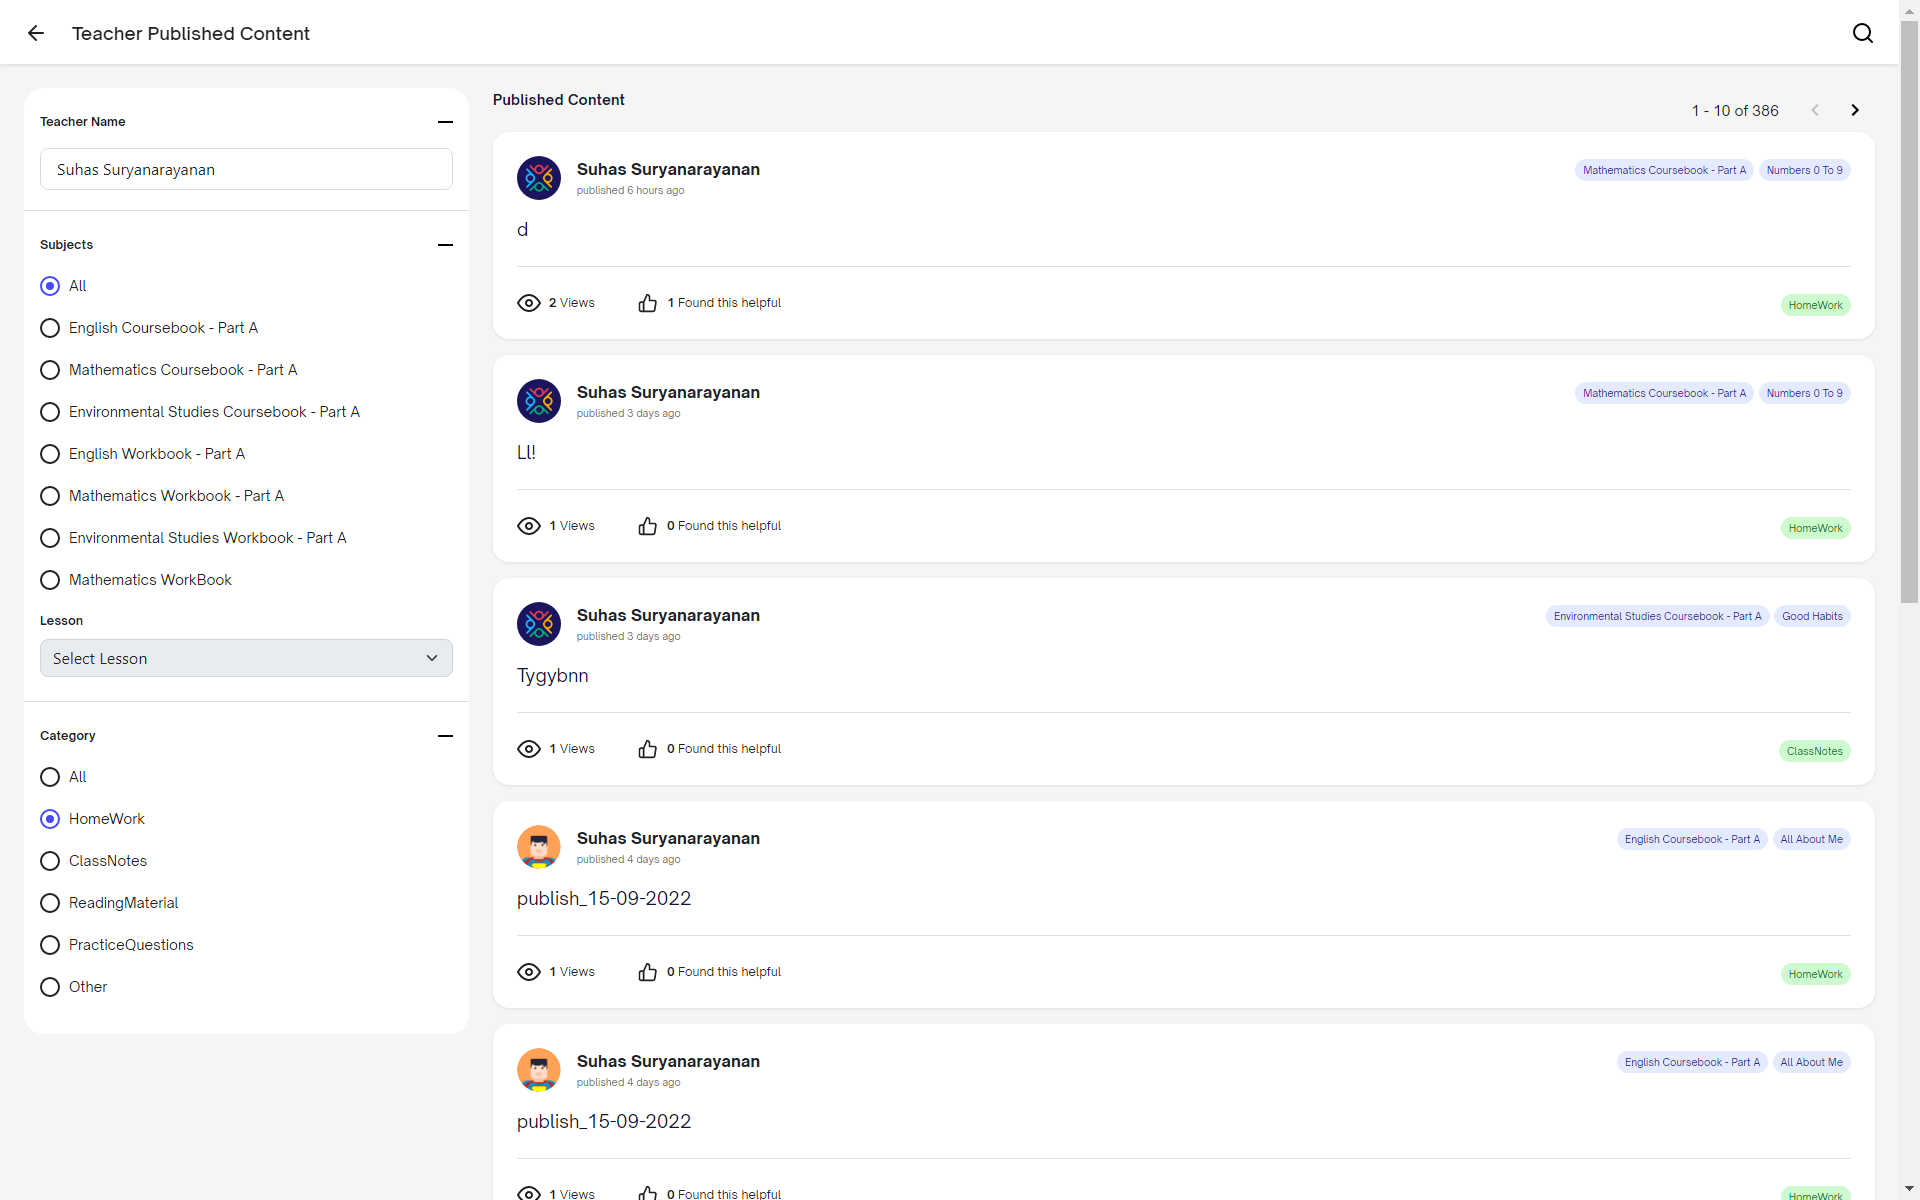 Teacher Published Content
Teacher Name
Suhas Suryanarayanan
Subjects
All
English Coursebook - Part A
Mathematics Coursebook - Part A
Environmental Studies Coursebook - Part A
English Workbook - Part A
Mathematics Workbook - Part A
Environmental Studies Workbook - Part A
Mathematics WorkBook
Lesson
Select Lesson
Category
All
HomeWork
ClassNotes
ReadingMaterial
PracticeQuestions
Other
Published Content
1 - 10 of 386
Suhas Suryanarayanan
published 6 hours ago
Mathematics Coursebook - Part A Numbers 0 To 9
d
2 Views 1 Found this helpful
HomeWork
Suhas Suryanarayanan
published 3 days ago
Mathematics Coursebook - Part A Numbers 0 To 9
Ll!
1 Views 0 Found this helpful
HomeWork
Suhas Suryanarayanan
published 3 days ago
Environmental Studies Coursebook - Part A Good Habits
Tygybnn
1 Views 0 Found this helpful
ClassNotes
Suhas Suryanarayanan
published 4 days ago
English Coursebook - Part A All About Me
publish_15-09-2022
1 Views 0 Found this helpful
HomeWork
Suhas Suryanarayanan
published 4 days ago
English Coursebook - Part A All About Me
publish_15-09-2022
1 Views 0 Found this helpful
HomeWork